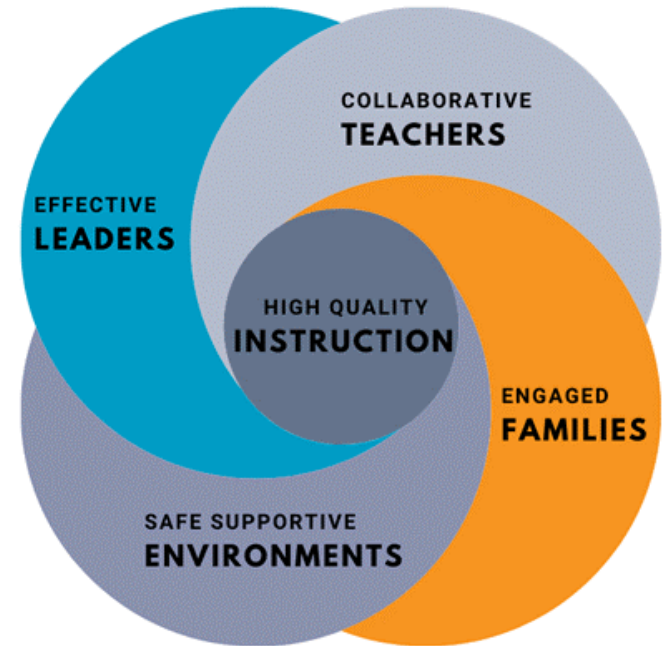 COLLABORATIVE
TEACHERS
EFFECTIVE
LEADERS
HIGH QUALITY
INSTRUCTION
ENGAGED
FAMILIES
SAFE SUPPORTIVE
ENVIRONMENTS